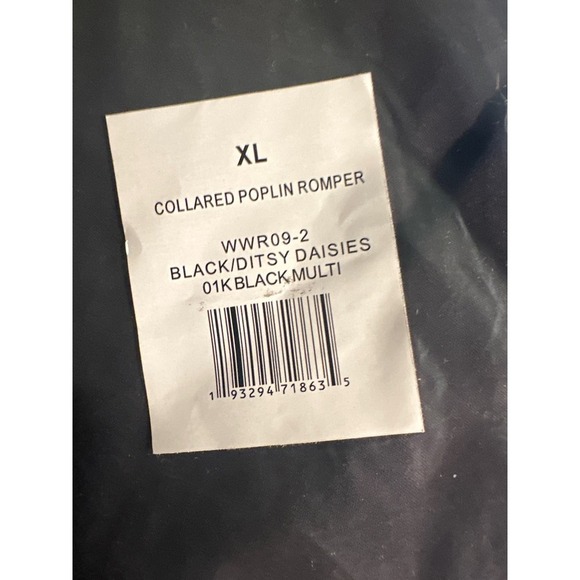 XL
COLLARED POPLIN ROMPER
WWR09-2
BLACK/DITSY DAISIES
01K BLACK MULTI
1 93294 71863 5